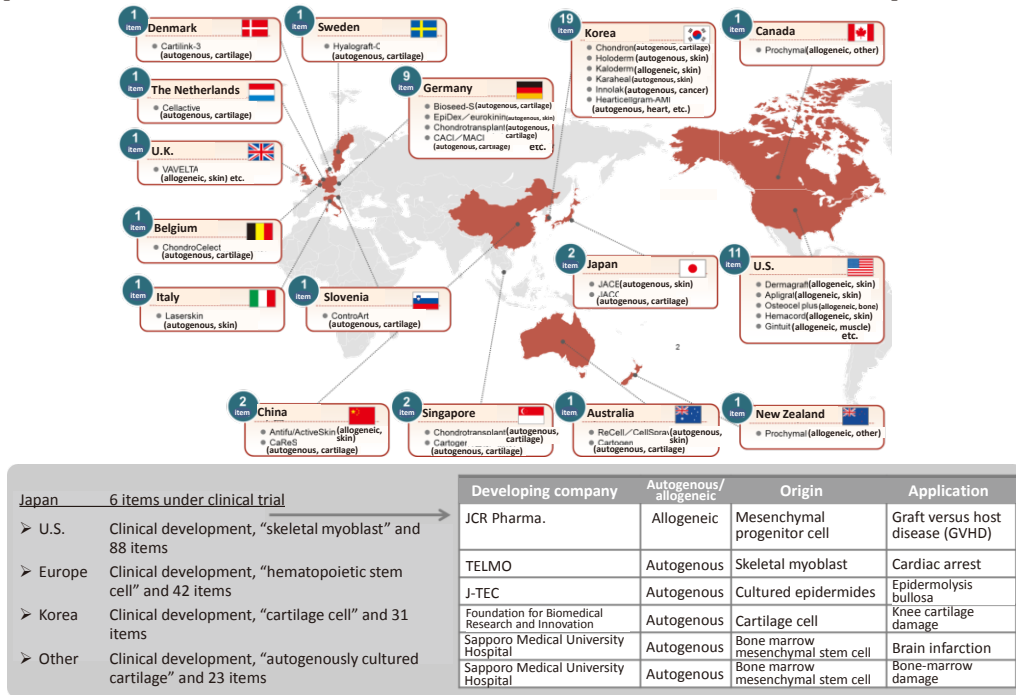 1
item
Denmark
Cartilink-3
(autogenous, cartilage)
1
item
Sweden
Hyalograft-C
(autogenous, cartilage)
19
item
Korea
Chondron(autogenous, cartilage)
Holoderm(autogenous, skin)
Kaloderm(allogeneic, skin)
Karaheal(autogenous, skin)
Innolak(autogenous, cancer)
Hearticellgram-AMI
(autogenous, heart, etc.)
1
item
Canada
Prochymal(allogeneic, other)
1
item
The Netherlands
Cellactive
(autogenous, cartilage)
9
item
Germany
Bioseed-S(autogenous, cartilage)
EpiDex／eurokinin(autogenous, skin)
Chondrotransplant(autogenous,
cartilage)
CACI／MACI
(autogenous, cartilage)
etc.
1
item
U.K.
VAVELTA
(allogeneic, skin) etc.
1
item
Belgium
ChondroCelect
(autogenous, cartilage)
1
item
Italy
Laserskin
(autogenous, skin)
1
item
Slovenia
ControArt
(autogenous, cartilage)
2
item
Japan
JACE(autogenous, skin)
JACC
(autogenous, cartilage)
11
item
U.S.
Dermagraft(allogeneic, skin)
Apligraf(allogeneic, skin)
Osteocel plus(allogeneic, bone)
Hemacord(allogeneic, skin)
Gintuit(allogeneic, muscle)
etc.
2
2
item
China
Antifu/ActiveSkin(allogeneic,
skin)
CaReS
(autogenous, cartilage)
2
item
Singapore
Chondrotransplant(autogenous,
cartilage)
Cartogen
(autogenous, cartilage)
1
item
Australia
ReCell／CellSpray(autogenous,
skin)
Cartogen
(autogenous, cartilage)
1
item
New Zealand
Prochymal(allogeneic, other)
Japan 6 items under clinical trial
U.S. Clinical development, “skeletal myoblast” and
88 items
Europe Clinical development, “hematopoietic stem
cell” and 42 items
Korea Clinical development, “cartilage cell” and 31
items
Other Clinical development, “autogenously cultured
cartilage” and 23 items
Developing company Autogenous/ allogeneic Origin Application
JCR Pharma. Allogeneic Mesenchymal progenitor cell Graft versus host disease (GVHD)
TELMO Autogenous Skeletal myoblast Cardiac arrest
J-TEC Autogenous Cultured epidermides Epidermolysis bullosa
Foundation for Biomedical Research and Innovation Autogenous Cartilage cell Knee cartilage damage
Sapporo Medical University Hospital Autogenous Bone marrow mesenchymal stem cell Brain infarction
Sapporo Medical University Hospital Autogenous Bone marrow mesenchymal stem cell Bone-marrow damage